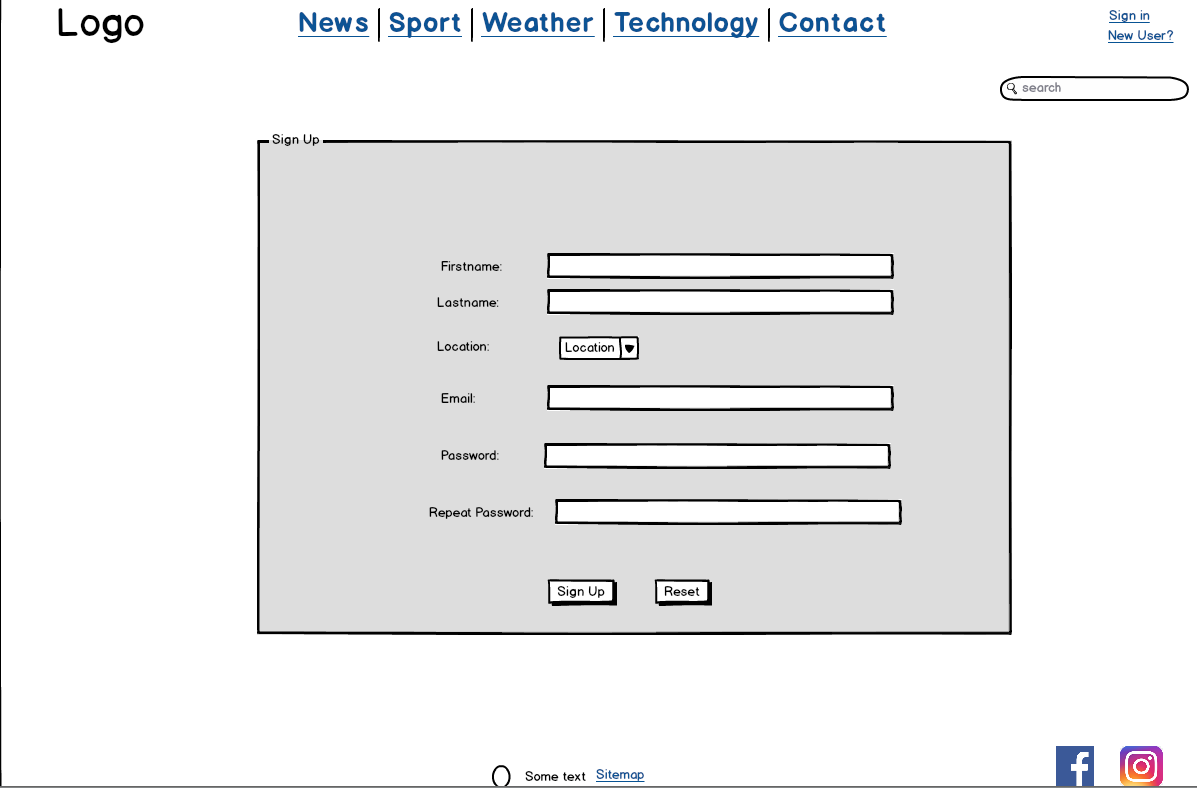 Logo
News | Sport | Weather | Technology | Contact
Sign in
New User?
search
Sign Up
Firstname:
Lastname:
Location: Location
Email:
Password:
Repeat Password:
Sign Up Reset
Some text Sitemap